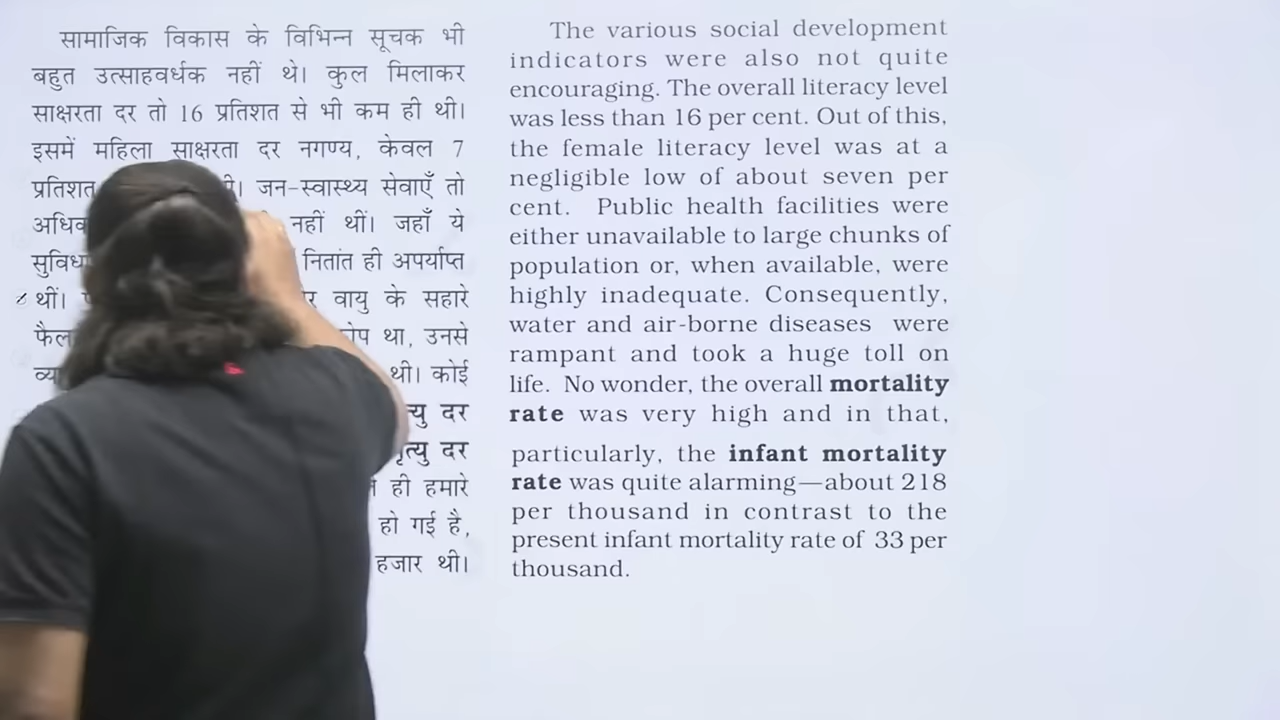 सामाजिक विकास के विभिन्न सूचक भी
बहुत उत्साहवर्धक नहीं थे। कुल मिलाकर
साक्षरता दर तो 16 प्रतिशत से भी कम ही थी।
इसमें महिला साक्षरता दर नगण्य, केवल 7
प्रतिशत जन-स्वास्थ्य सेवाएँ तो
नहीं थीं। जहाँ ये
नितांत ही अपर्याप्त
थीं। वायु के सहारे
था, उनसे
थी। कोई
दर
दर
ही हमारे
हो गई है,
हजार थी।
The various social development
indicators were also not quite
encouraging. The overall literacy level
was less than 16 per cent. Out of this,
the female literacy level was at a
negligible low of about seven per
cent. Public health facilities were
either unavailable to large chunks of
population or, when available, were
highly inadequate. Consequently,
water and air-borne diseases were
rampant and took a huge toll on
life. No wonder, the overall mortality
rate was very high and in that,
particularly, the infant mortality
rate was quite alarming—about 218
per thousand in contrast to the
present infant mortality rate of 33 per
thousand.